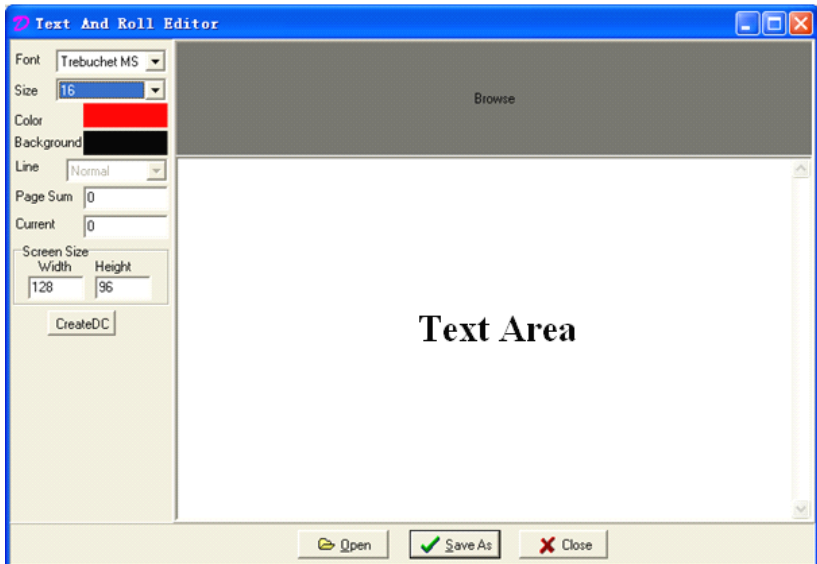 Text And Roll Editor
Font Trebuchet MS
Size 16
Color
Background
Line Normal
Page Sum 0
Current 0
Screen Size
Width Height
128 96
CreateDC
Browse
Text Area
Open Save As Close